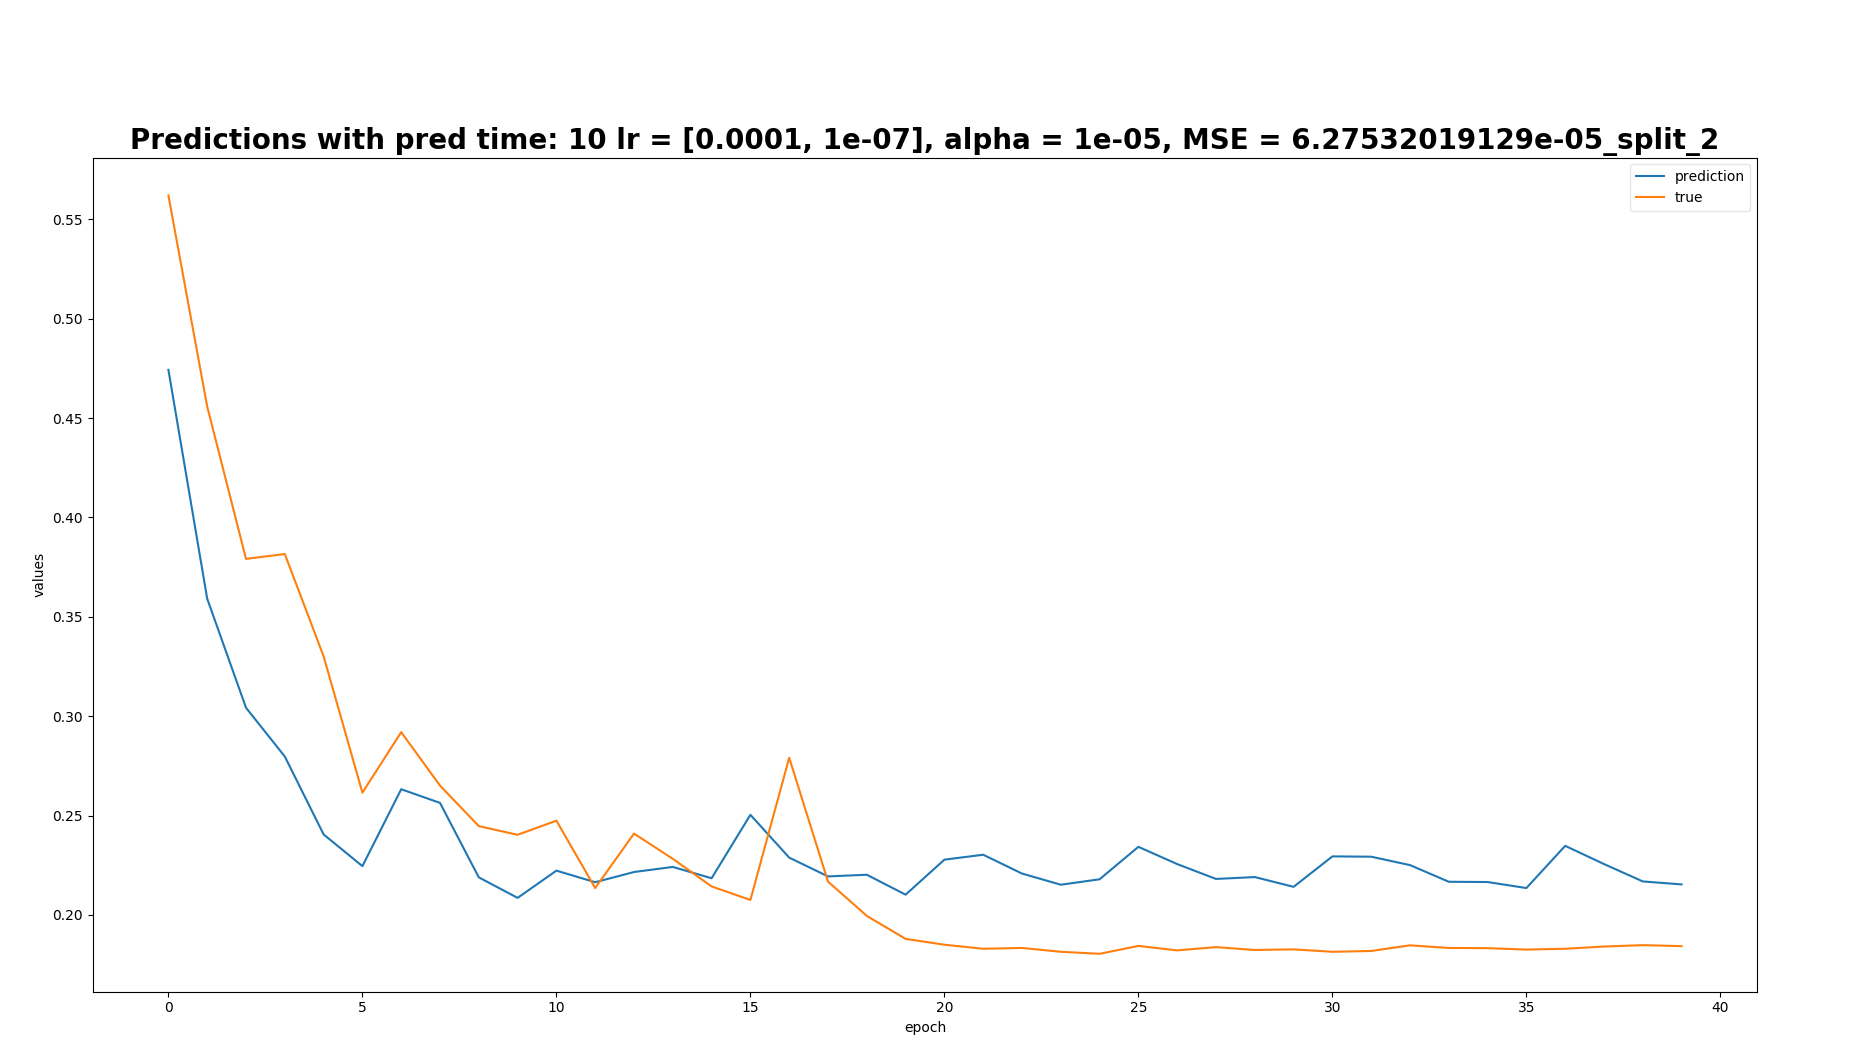 Predictions with pred time: 10 lr = [0.0001, 1e-07], alpha = 1e-05, MSE = 6.27532019129e-05_split_2
prediction
true
0.55
0.50
0.45
0.40
0.35
0.30
0.25
0.20
values
0 5 10 15 20 25 30 35 40
epoch